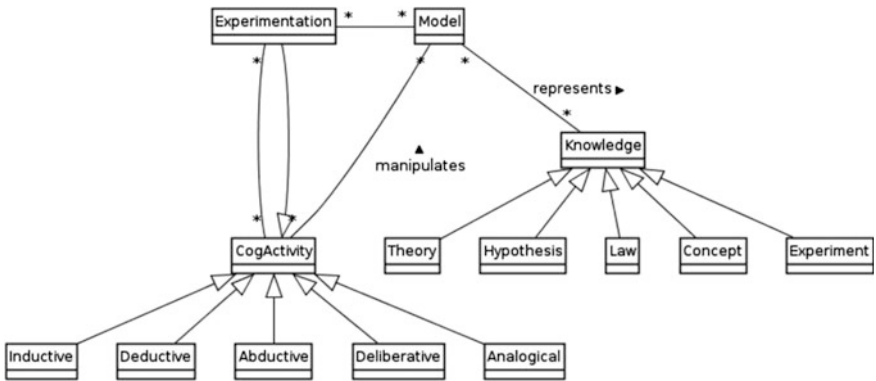 Experimentation * * Model
* * *
represents ▶
*
Knowledge
▲
manipulates
* *
CogActivity Theory Hypothesis Law Concept Experiment
Inductive Deductive Abductive Deliberative Analogical